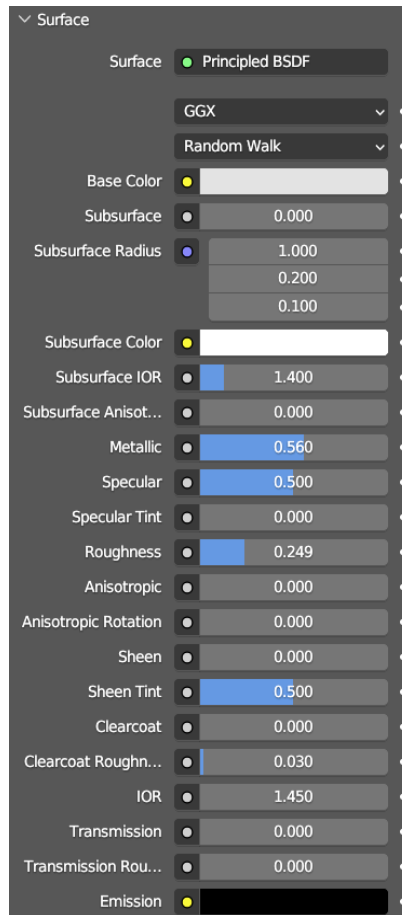 Surface
Surface Principled BSDF
GGX
Random Walk
Base Color
Subsurface 0.000
Subsurface Radius 1.000
0.200
0.100
Subsurface Color
Subsurface IOR 1.400
Subsurface Anisot... 0.000
Metallic 0.560
Specular 0.500
Specular Tint 0.000
Roughness 0.249
Anisotropic 0.000
Anisotropic Rotation 0.000
Sheen 0.000
Sheen Tint 0.500
Clearcoat 0.000
Clearcoat Roughn... 0.030
IOR 1.450
Transmission 0.000
Transmission Rou... 0.000
Emission